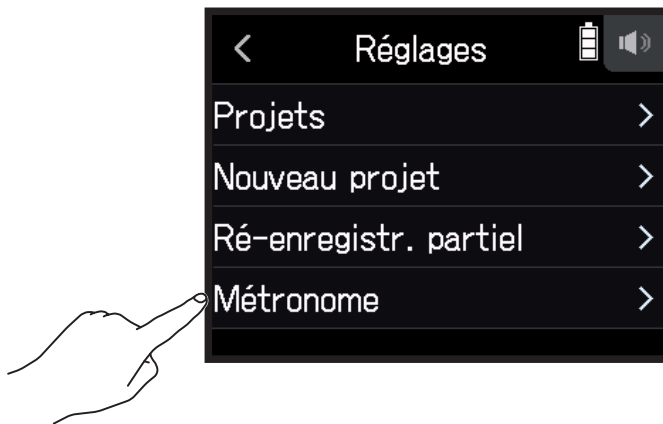 Réglages
Projets
Nouveau projet
Ré-enregistr. partiel
Métronome